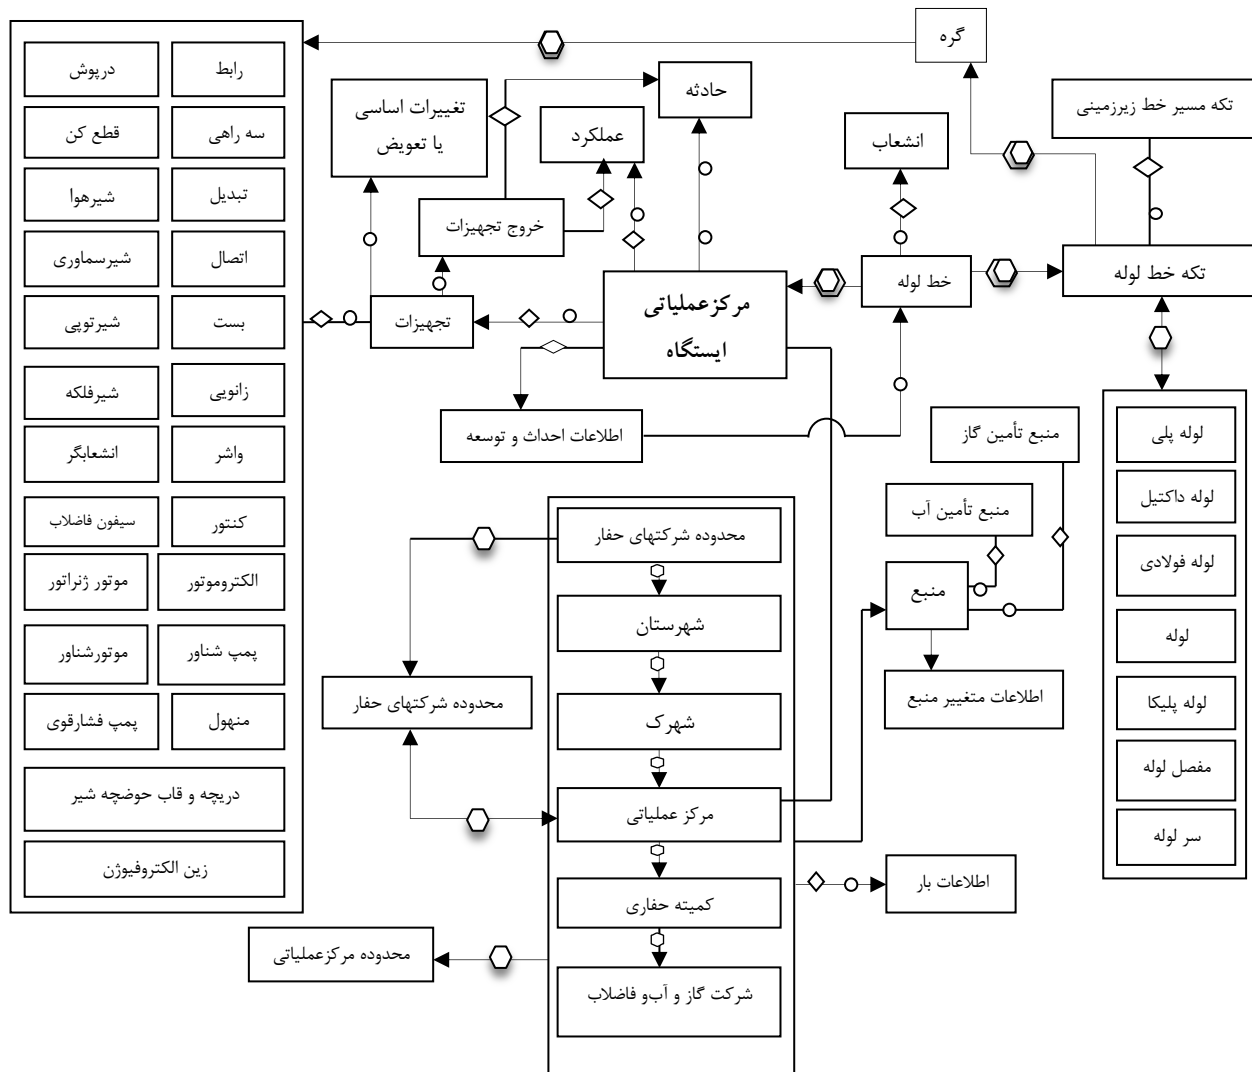 گره
رابط
درپوش
سه راهی
قطع کن
تبدیل
شیرهوا
اتصال
شیرسماوری
بست
شیرتوپی
زانویی
شیرفلکه
واشر
انشعابگر
کنتور
سیفون فاضلاب
الکتروموتور
موتور ژنراتور
پمپ شناور
موتورشناور
منهول
پمپ فشارقوی
دریچه و قاب حوضچه شیر
زین الکتروفیوژن
تغییرات اساسی
یا تعویض
حادثه
عملکرد
خروج تجهیزات
تجهیزات
انشعاب
تکه مسیر خط زیرزمینی
تکه خط لوله
خط لوله
مرکزعملیاتی
ایستگاه
اطلاعات احداث و توسعه
منبع تأمین گاز
منبع تأمین آب
منبع
اطلاعات متغییر منبع
لوله پلی
لوله داکتیل
لوله فولادی
لوله
لوله پلیکا
مفصل لوله
سر لوله
محدوده شرکتهای حفار
شهرستان
شهرک
مرکز عملیاتی
کمیته حفاری
شرکت گاز و آب‌و فاضلاب
محدوده شرکتهای حفار
محدوده مرکزعملیاتی
اطلاعات بار